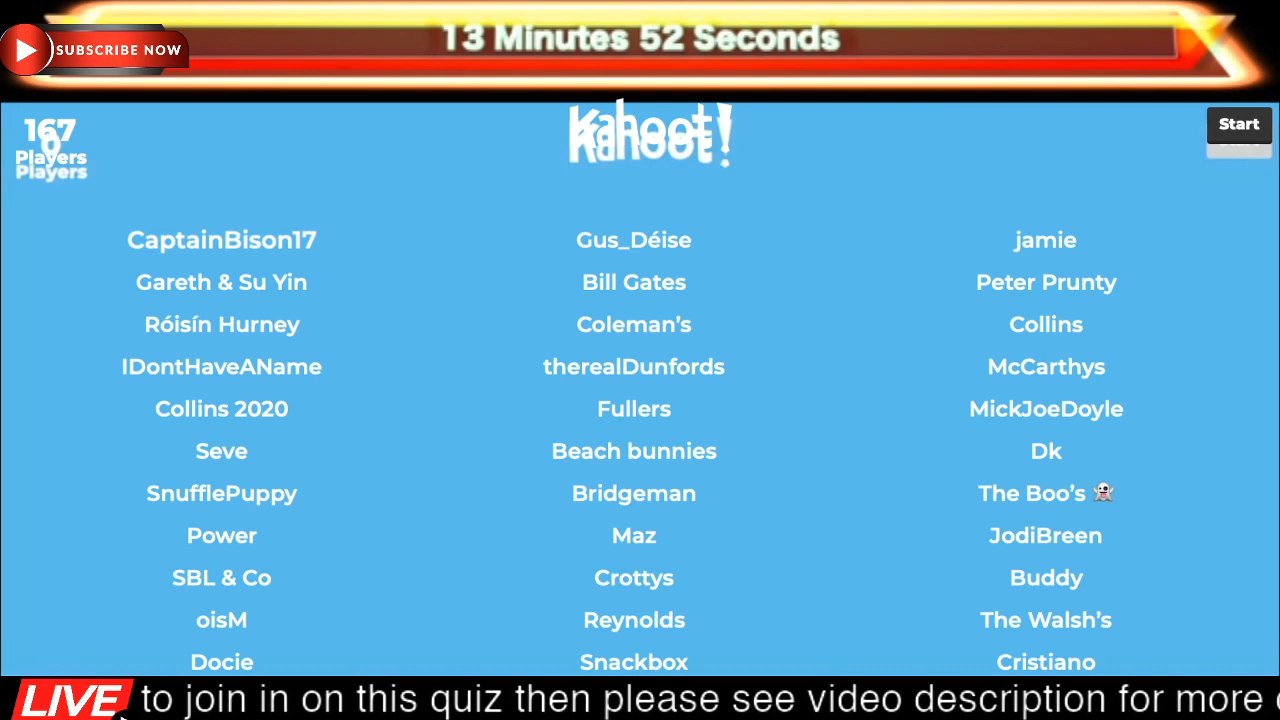 13 Minutes 52 Seconds
SUBSCRIBE NOW
167
0
Players
Players
Kahoot!
Kahoot!
Start
CaptainBison17 Gus_Déise jamie
Gareth & Su Yin Bill Gates Peter Prunty
Róisín Hurney Coleman’s Collins
IDontHaveAName therealDunfords McCarthys
Collins 2020 Fullers MickJoeDoyle
Seve Beach bunnies Dk
SnufflePuppy Bridgeman The Boo’s 👻
Power Maz JodiBreen
SBL & Co Crottys Buddy
oisM Reynolds The Walsh’s
Docie Snackbox Cristiano
LIVE to join in on this quiz then please see video description for more